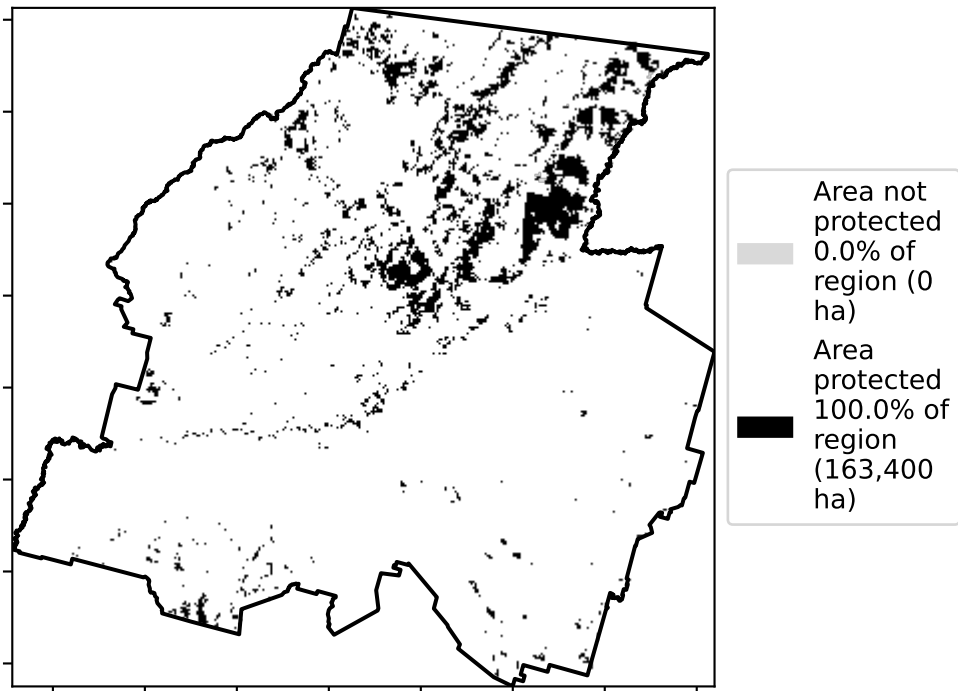 Area not
protected
0.0% of
region (0
ha)
Area
protected
100.0% of
region
(163,400
ha)